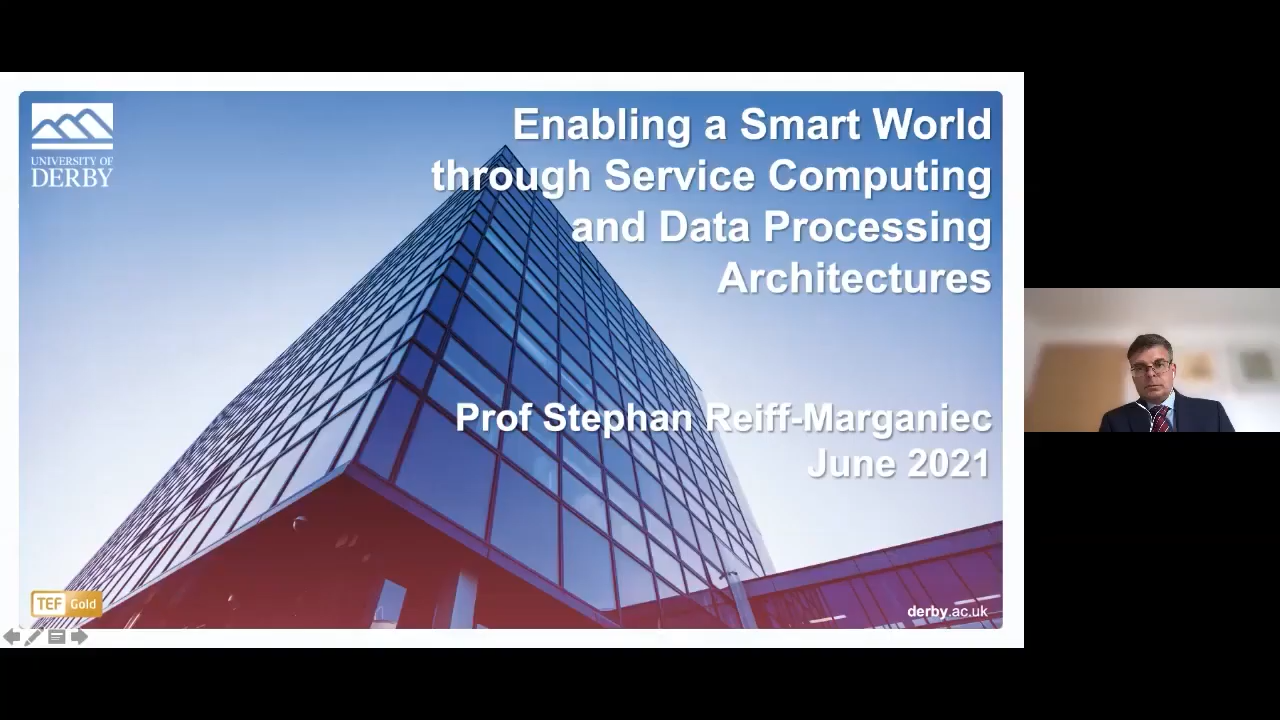 UNIVERSITY OF
DERBY
Enabling a Smart World
through Service Computing
and Data Processing
Architectures
Prof Stephan Reiff-Marganiec
June 2021
TEF Gold
derby.ac.uk